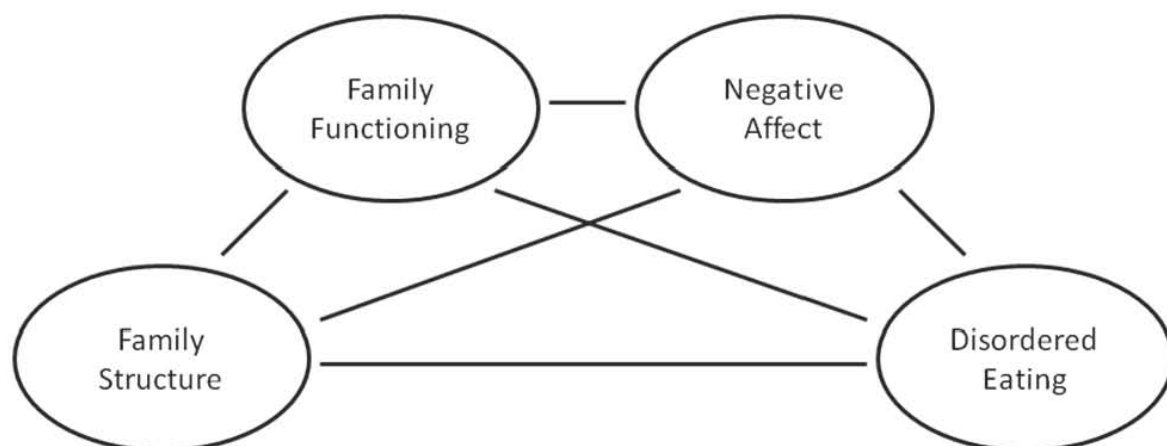 Family
Functioning
Negative
Affect
Family
Structure
Disordered
Eating